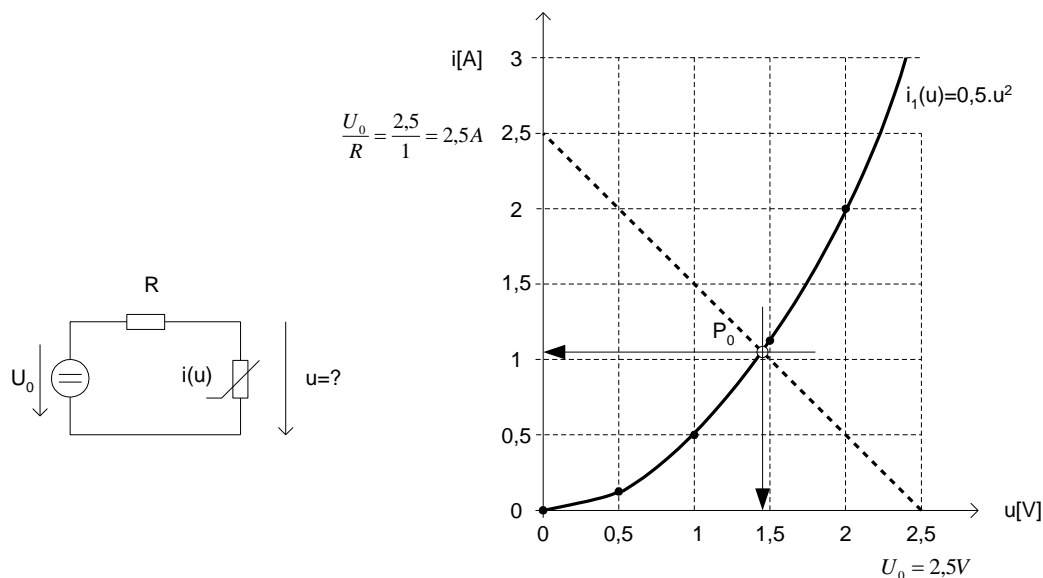 i[A]
i₁(u)=0,5.u²
U₀/R = 2,5/1 = 2,5A
3
2,5
2
1,5
1
0,5
0
P₀
R
U₀
i(u)
u=?
0 0,5 1 1,5 2 2,5
u[V]
U₀ = 2,5V